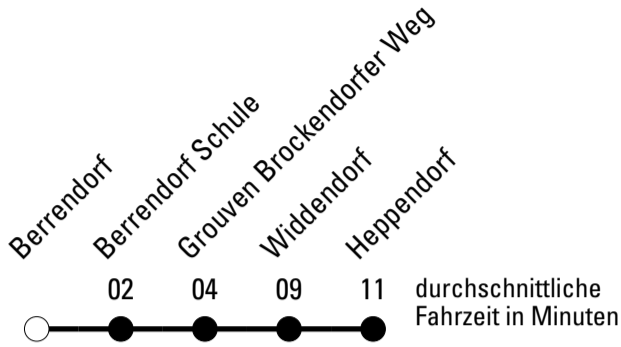 Berrendorf
Berrendorf Schule
Grouven Brockendorfer Weg
Widdendorf
Heppendorf
02 04 09 11
durchschnittliche
Fahrzeit in Minuten